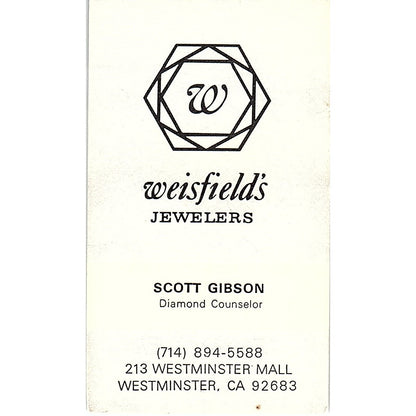 W
weisfield's
JEWELERS
SCOTT GIBSON
Diamond Counselor
(714) 894-5588
213 WESTMINSTER MALL
WESTMINSTER, CA 92683